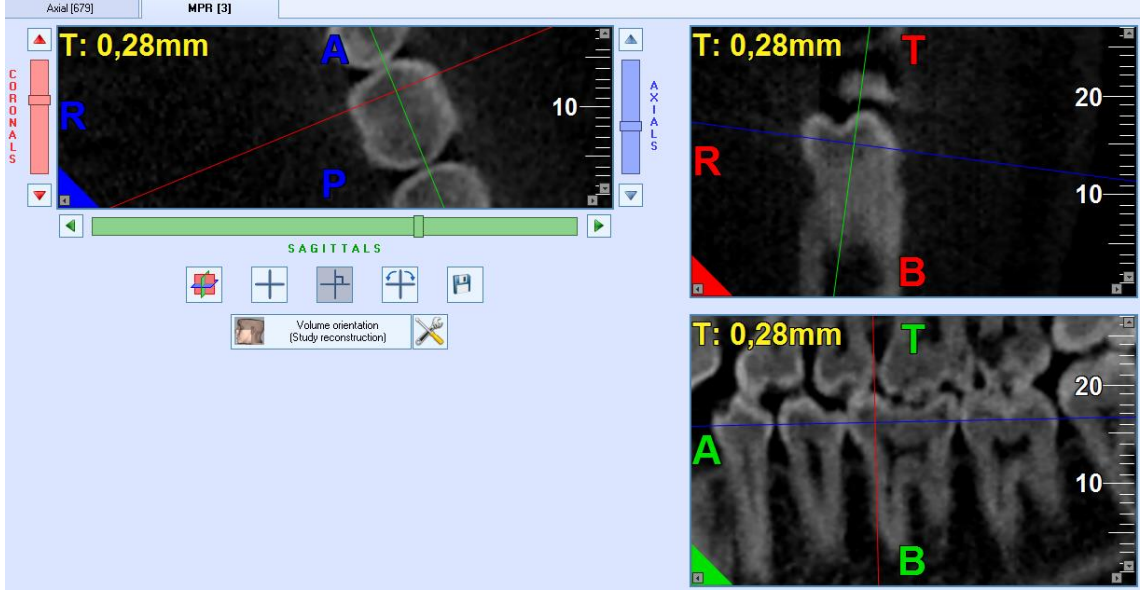 Axial [679]
MPR [3]
T: 0,28mm
A
R
P
10
CORONALS
AXIALS
SAGITTALS
Volume orientation
(Study reconstruction)
T: 0,28mm
T
R
B
20
10
T: 0,28mm
T
A
B
20
10